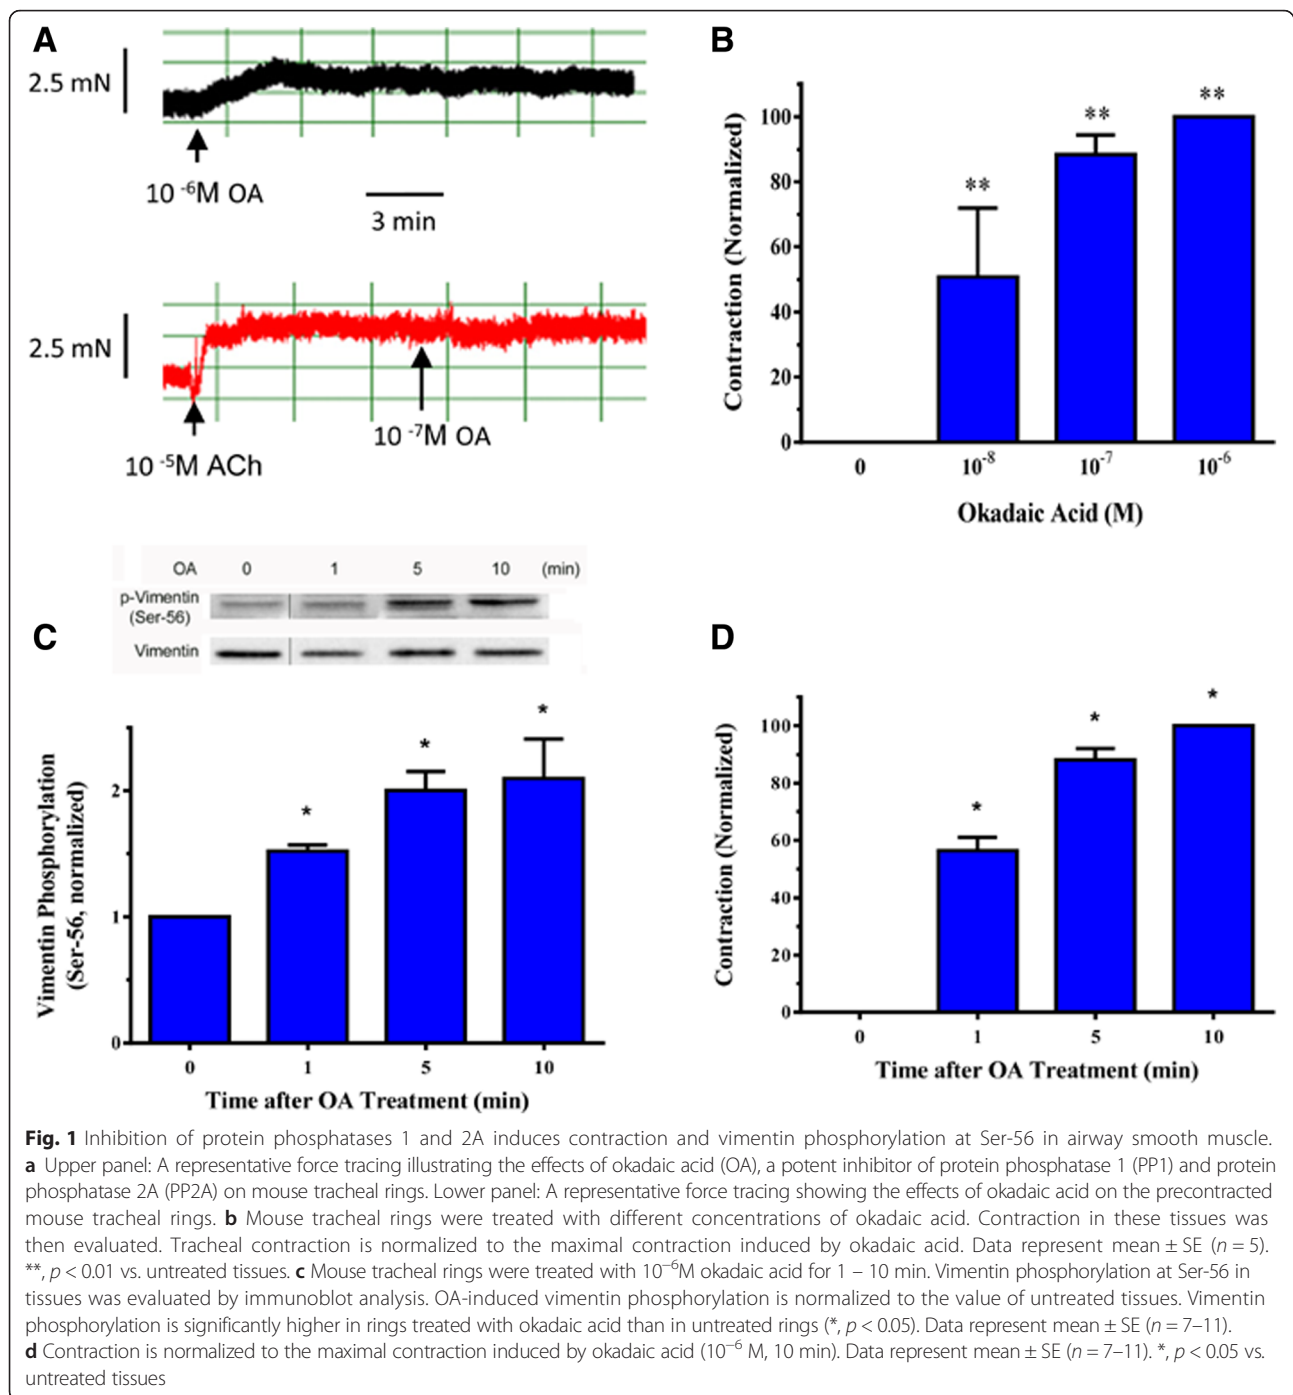 A
2.5 mN
10 -6M OA
3 min
2.5 mN
10 -7M OA
10 -5M ACh
B
Contraction (Normalized)
100
80
60
40
20
0
**
**
**
0
10-8
10-7
10-6
Okadaic Acid (M)
C
OA 0 1 5 10 (min)
p-Vimentin
(Ser-56)
Vimentin
Vimentin Phosphorylation
(Ser-56, normalized)
2
1
0
*
*
*
0 1 5 10
Time after OA Treatment (min)
D
Contraction (Normalized)
100
80
60
40
20
0
*
*
*
0 1 5 10
Time after OA Treatment (min)
Fig. 1 Inhibition of protein phosphatases 1 and 2A induces contraction and vimentin phosphorylation at Ser-56 in airway smooth muscle.
a Upper panel: A representative force tracing illustrating the effects of okadaic acid (OA), a potent inhibitor of protein phosphatase 1 (PP1) and protein
phosphatase 2A (PP2A) on mouse tracheal rings. Lower panel: A representative force tracing showing the effects of okadaic acid on the precontracted
mouse tracheal rings. b Mouse tracheal rings were treated with different concentrations of okadaic acid. Contraction in these tissues was
then evaluated. Tracheal contraction is normalized to the maximal contraction induced by okadaic acid. Data represent mean ± SE (n = 5).
**, p < 0.01 vs. untreated tissues. c Mouse tracheal rings were treated with 10−6M okadaic acid for 1 – 10 min. Vimentin phosphorylation at Ser-56 in
tissues was evaluated by immunoblot analysis. OA-induced vimentin phosphorylation is normalized to the value of untreated tissues. Vimentin
phosphorylation is significantly higher in rings treated with okadaic acid than in untreated rings (*, p < 0.05). Data represent mean ± SE (n = 7–11).
d Contraction is normalized to the maximal contraction induced by okadaic acid (10−6 M, 10 min). Data represent mean ± SE (n = 7–11). *, p < 0.05 vs.
untreated tissues